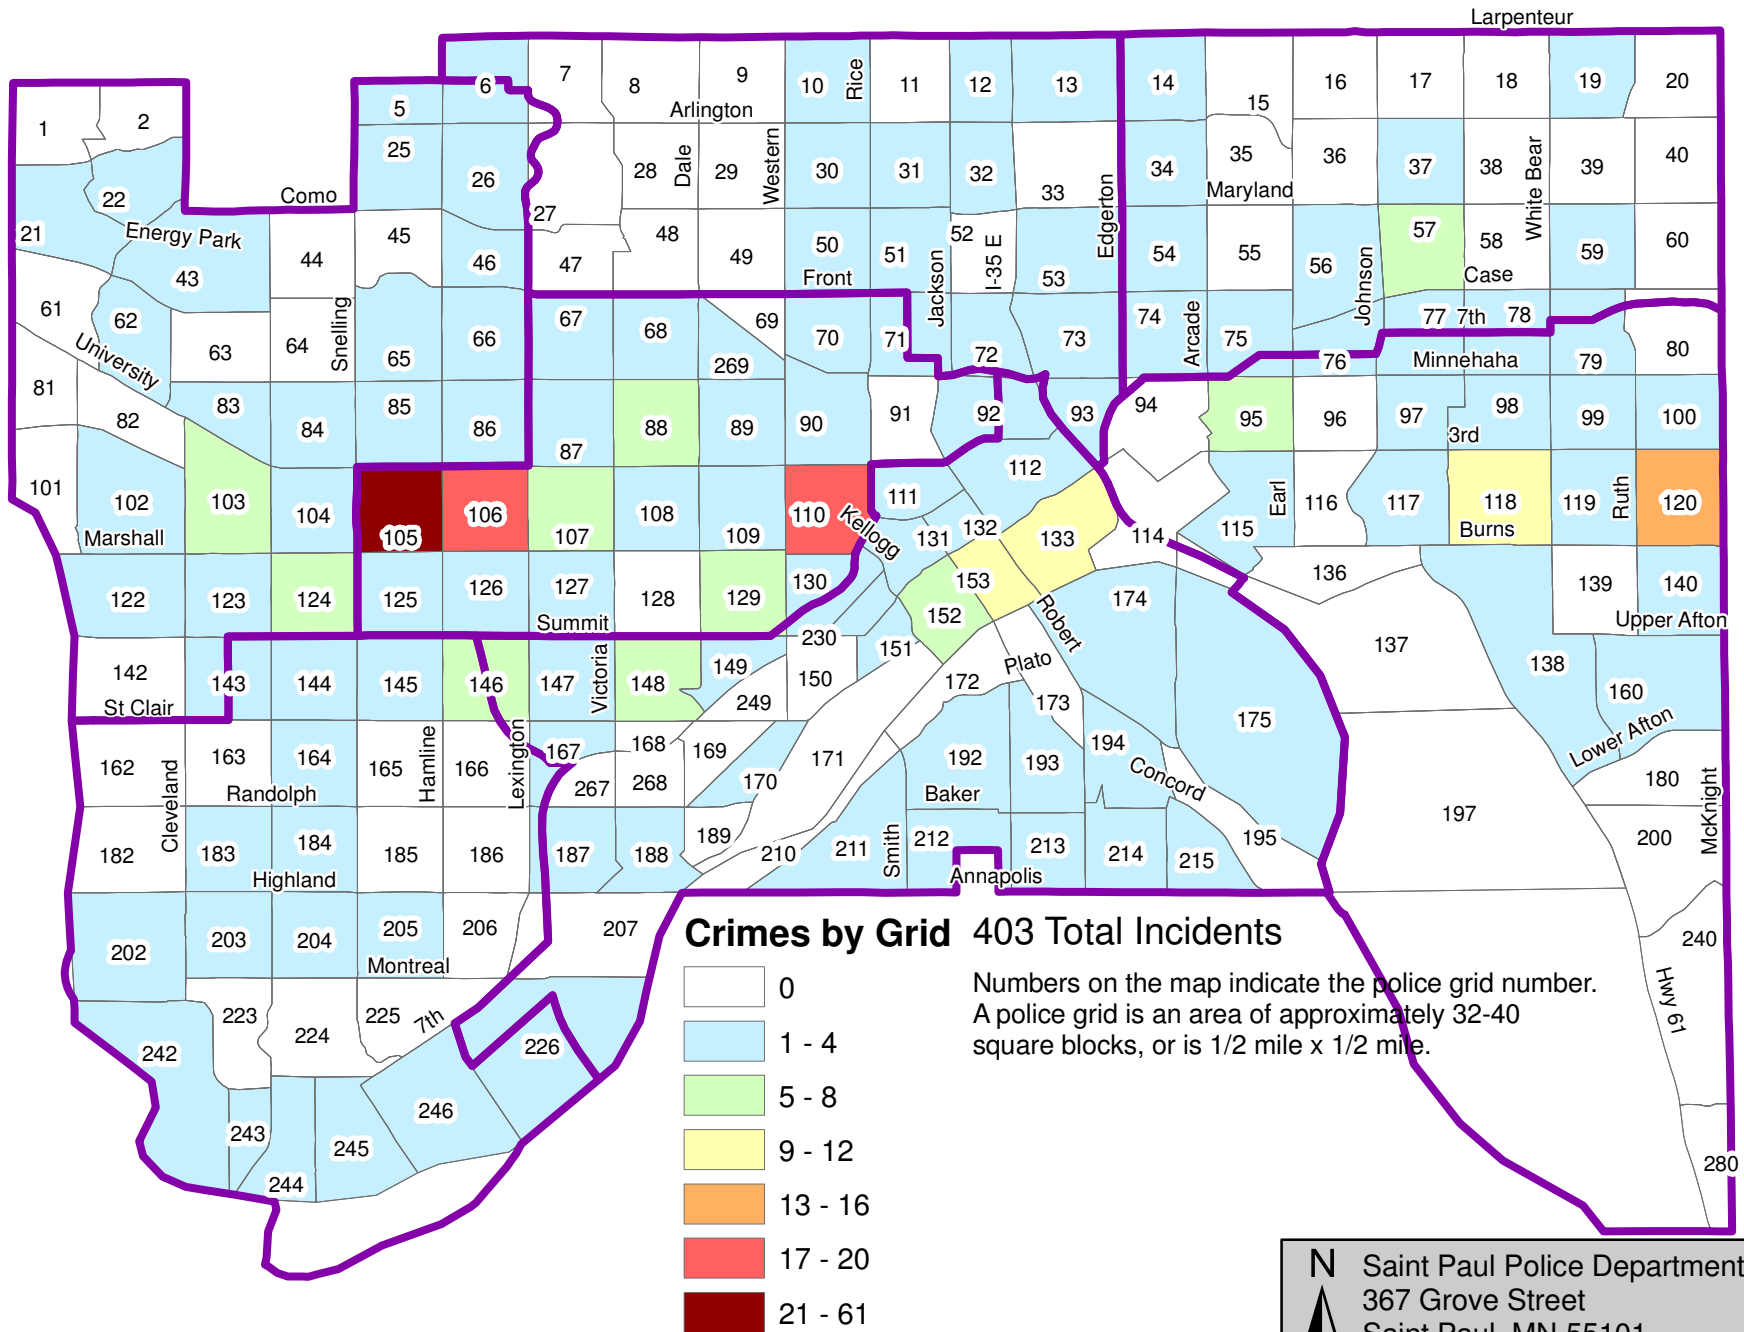 Larpenteur
6 7 8 9 10 Rice 11 12 13 14 15 16 17 18 19 20
1 2 5 Arlington
25 26 28 Dale 29 Western 30 31 32 33 34 35 36 37 38 White Bear 39 40
22 Como 27 Edgerton Maryland
21 Energy Park 43 44 45 46 47 48 49 50 51 52 I-35 E 53 54 55 56 57 58 59 60
Front Jackson Johnson Case
61 62 63 64 Snelling 65 66 67 68 69 70 71 72 73 74 Arcade 75 76 77 7th 78 79 80
University 269 Minnehaha
81 82 83 84 85 86 87 88 89 90 91 92 93 94 95 96 97 98 99 100
3rd
101 102 103 104 105 106 107 108 109 110 111 112 114 115 Earl 116 117 118 119 Ruth 120
Marshall Kellogg 131 132 133 Burns
122 123 124 125 126 127 128 129 130 152 153 Robert 174 136 137 139 140
Summit 230 Upper Afton
142 143 144 145 146 147 Victoria 148 149 150 151 172 Plato 173 175 138 160
St Clair 249
162 Cleveland 163 164 165 Hamline 166 Lexington 167 168 169 170 171 192 193 194 Concord Lower Afton 180 McKnight
Randolph 267 268 Baker 197
182 183 184 185 186 187 188 189 210 211 Smith 212 213 214 215 195 200
Highland Annapolis
202 203 204 205 206 207 240
Montreal
223 224 225 7th 226 Hwy 61
242 243 244 245 246 280
Crimes by Grid
403 Total Incidents
Numbers on the map indicate the police grid number.
A police grid is an area of approximately 32-40
square blocks, or is 1/2 mile x 1/2 mile.
0
1 - 4
5 - 8
9 - 12
13 - 16
17 - 20
21 - 61
N
Saint Paul Police Department
367 Grove Street
Saint Paul, MN 55101